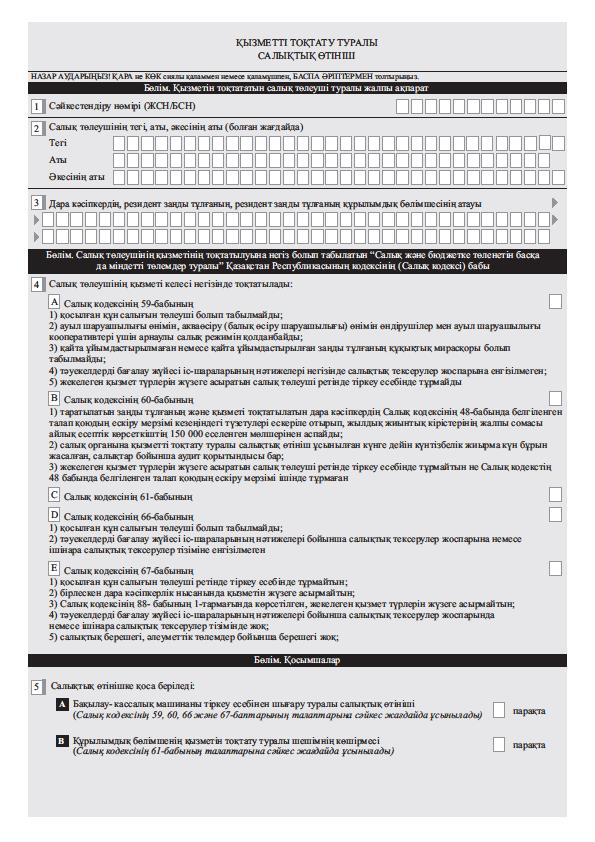 ҚЫЗМЕТТІ ТОҚТАТУ ТУРАЛЫ
САЛЫҚТЫҚ ӨТІНІШ
НАЗАР АУДАРЫҢЫЗ! ҚАРА не КӨК сиялы қаламмен немесе қаламұшпен, БАСПА ӘРІПТЕРМЕН толтырыңыз.
Бөлім. Қызметін тоқтататын салық төлеуші туралы жалпы ақпарат
1 Сәйкестендіру нөмірі (ЖСН/БСН)
2 Салық төлеушінің тегі, аты, әкесінің аты (болған жағдайда)
Тегі
Аты
Әкесінің аты
3 Дара кәсіпкердің, резидент заңды тұлғаның, резидент заңды тұлғаның құрылымдық бөлімшесінің атауы
Бөлім. Салық төлеушінің қызметінің тоқтатылуына негіз болып табылатын “Салық және бюджетке төленетін басқа
да міндетті төлемдер туралы” Қазақстан Республикасының кодексінің (Салық кодексі) бабы
4 Салық төлеушінің қызметі келесі негізінде тоқтатылады:
A Салық кодексінің 59-бабының
1) қосылған құн салығын төлеуші болып табылмайды;
2) ауыл шаруашылығы өнімін, акваөсіру (балық өсіру шаруашылығы) өнімін өндірушілер мен ауыл шаруашылығы
кооперативтері үшін арнаулы салық режимін қолданбайды;
3) қайта ұйымдастырылмаған немесе қайта ұйымдастырылған заңды тұлғаның құқықтық мирасқоры болып
табылмайды;
4) тәуекелдерді бағалау жүйесі іс-шараларының нәтижелері негізінде салықтық тексерулер жоспарына енгізілмеген;
5) жекелеген қызмет түрлерін жүзеге асыратын салық төлеуші ретінде тіркеу есебінде тұрмайды
B Салық кодексінің 60-бабының
1) таратылатын заңды тұлғаның және қызметі тоқтатылатын дара кәсіпкердің Салық кодексінің 48-бабында белгіленген
талап қоюдың ескіру мерзімі кезеңіндегі түзетулері ескеріле отырып, жылдық жиынтық кірістерінің жалпы сомасы
айлық есептік көрсеткіштің 150 000 еселенген мөлшерінен аспайды;
2) салық органына қызметті тоқтату туралы салықтық өтініш ұсынылған күнге дейін күнтізбелік жиырма күн бұрын
жасалған, салықтар бойынша аудит қорытындысы бар;
3) жекелеген қызмет түрлерін жүзеге асыратын салық төлеуші ретінде тіркеу есебінде тұрмайтын не Салық кодекстің
48 бабында белгіленген талап қоюдың ескіру мерзімі ішінде тұрмаған
C Салық кодексінің 61-бабының
D Салық кодексінің 66-бабының
1) қосылған құн салығын төлеуші болып табылмайды;
2) тәуекелдерді бағалау жүйесі іс-шараларының нәтижелері бойынша салықтық тексерулер жоспарына немесе
ішінара салықтық тексерулер тізіміне енгізілмеген
E Салық кодексінің 67-бабының
1) қосылған құн салығын төлеуші ретінде тіркеу есебінде тұрмайтын;
2) бірлескен дара кәсіпкерлік нысанында қызметін жүзеге асырмайтын;
3) Салық кодексінің 88- бабының 1-тармағында көрсетілген, жекелеген қызмет түрлерін жүзеге асырмайтын;
4) тәуекелдерді бағалау жүйесі іс-шараларының нәтижелері бойынша салықтық тексерулер жоспарында
немесе ішінара салықтық тексерулер тізімінде жоқ;
5) салықтық берешегі, әлеуметтік төлемдер бойынша берешегі жоқ;
Бөлім. Қосымшалар
5 Салықтық өтінішке қоса беріледі:
A Бақылау- кассалық машинаны тіркеу есебінен шығару туралы салықтық өтініші
(Салық кодексінің 59, 60, 66 және 67-баптарының талаптарына сәйкес жағдайда ұсынылады) парақта
B Құрылымдық бөлімшенің қызметін тоқтату туралы шешімнің көшірмесі
(Салық кодексінің 61-бабының талаптарына сәйкес жағдайда ұсынылады) парақта